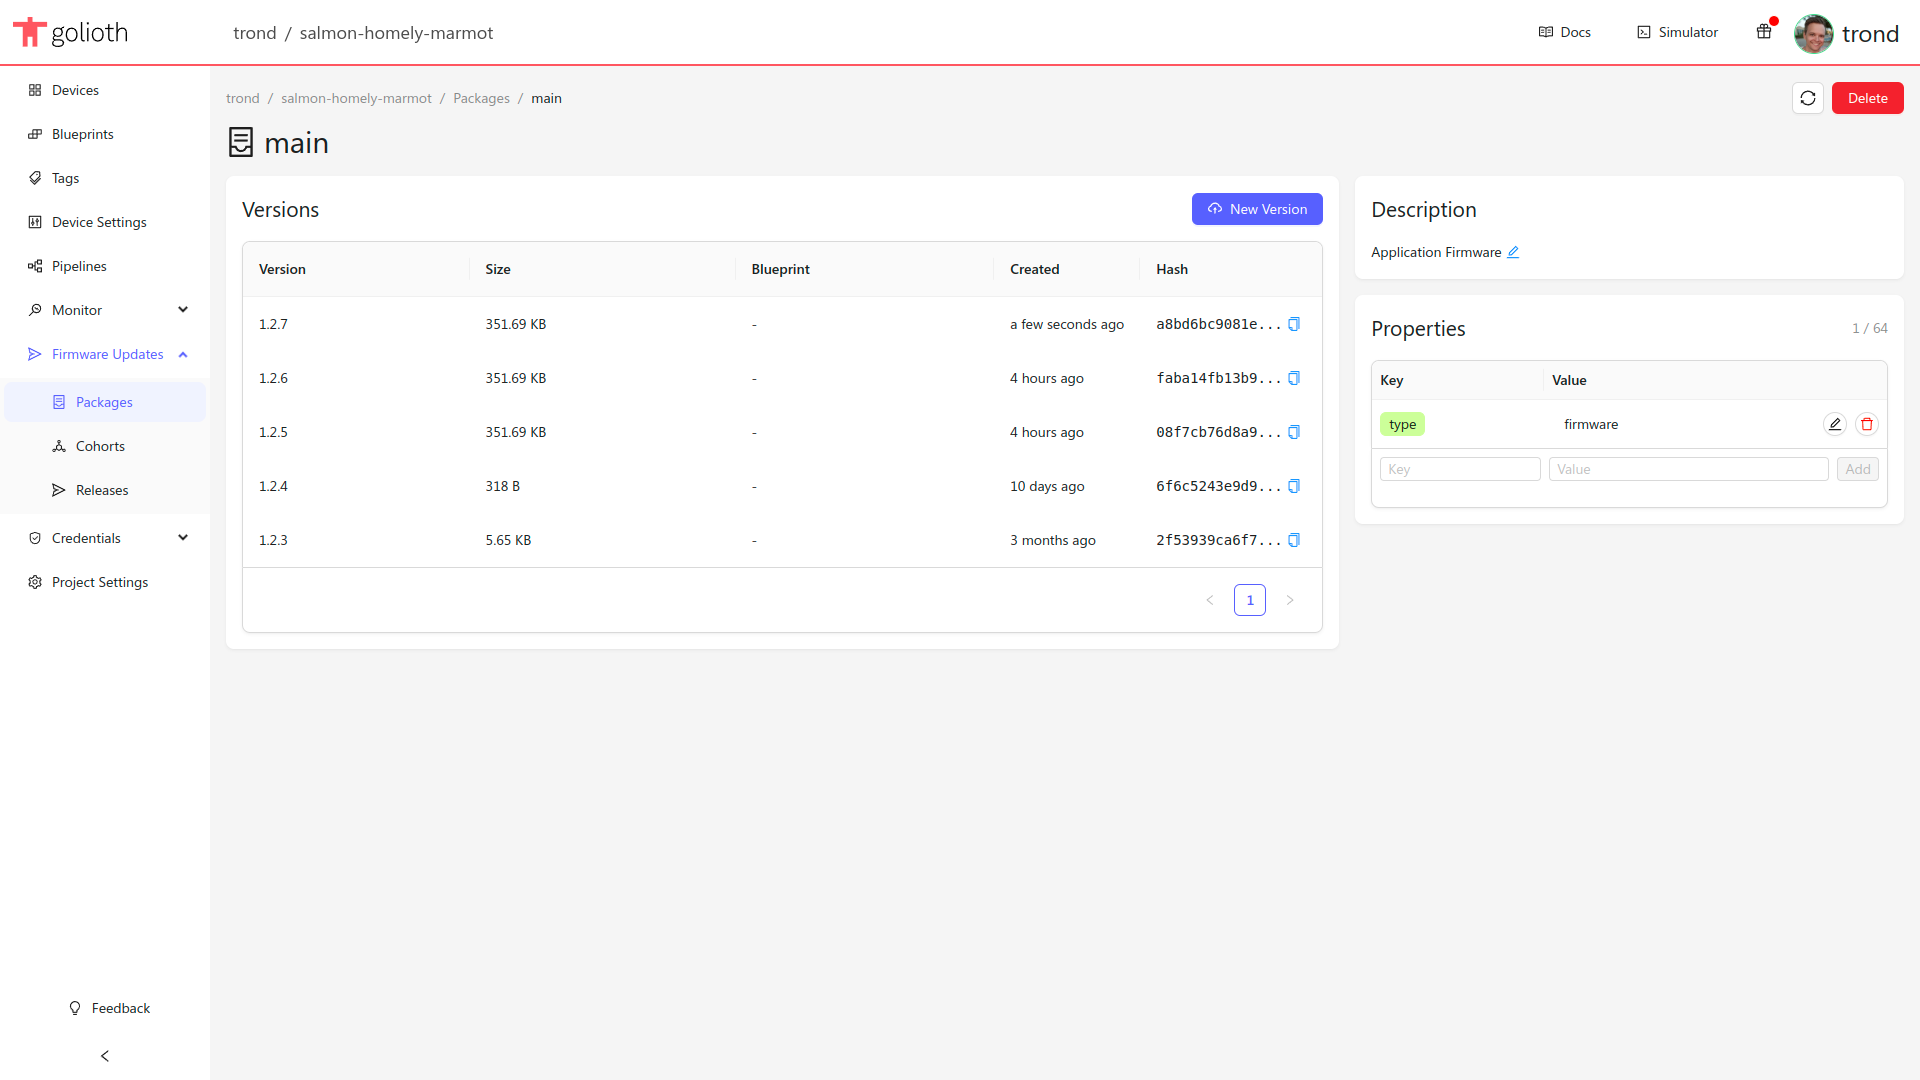 golioth
trond / salmon-homely-marmot
Docs
Simulator
trond
Devices
Blueprints
Tags
Device Settings
Pipelines
Monitor
Firmware Updates
Packages
Cohorts
Releases
Credentials
Project Settings
Feedback
trond / salmon-homely-marmot / Packages / main
Delete
main
Versions
New Version
Version Size Blueprint Created Hash
1.2.7 351.69 KB - a few seconds ago a8bd6bc9081e...
1.2.6 351.69 KB - 4 hours ago faba14fb13b9...
1.2.5 351.69 KB - 4 hours ago 08f7cb76d8a9...
1.2.4 318 B - 10 days ago 6f6c5243e9d9...
1.2.3 5.65 KB - 3 months ago 2f53939ca6f7...
< 1 >
Description
Application Firmware
Properties 1 / 64
Key Value
type firmware
Key Value Add